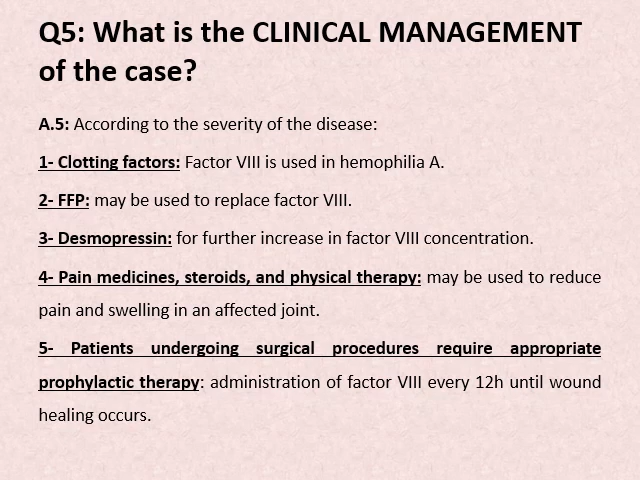 Q5: What is the CLINICAL MANAGEMENT
of the case?
A.5: According to the severity of the disease:
1- Clotting factors: Factor VIII is used in hemophilia A.
2- FFP: may be used to replace factor VIII.
3- Desmopressin: for further increase in factor VIII concentration.
4- Pain medicines, steroids, and physical therapy: may be used to reduce
pain and swelling in an affected joint.
5- Patients undergoing surgical procedures require appropriate
prophylactic therapy: administration of factor VIII every 12h until wound
healing occurs.